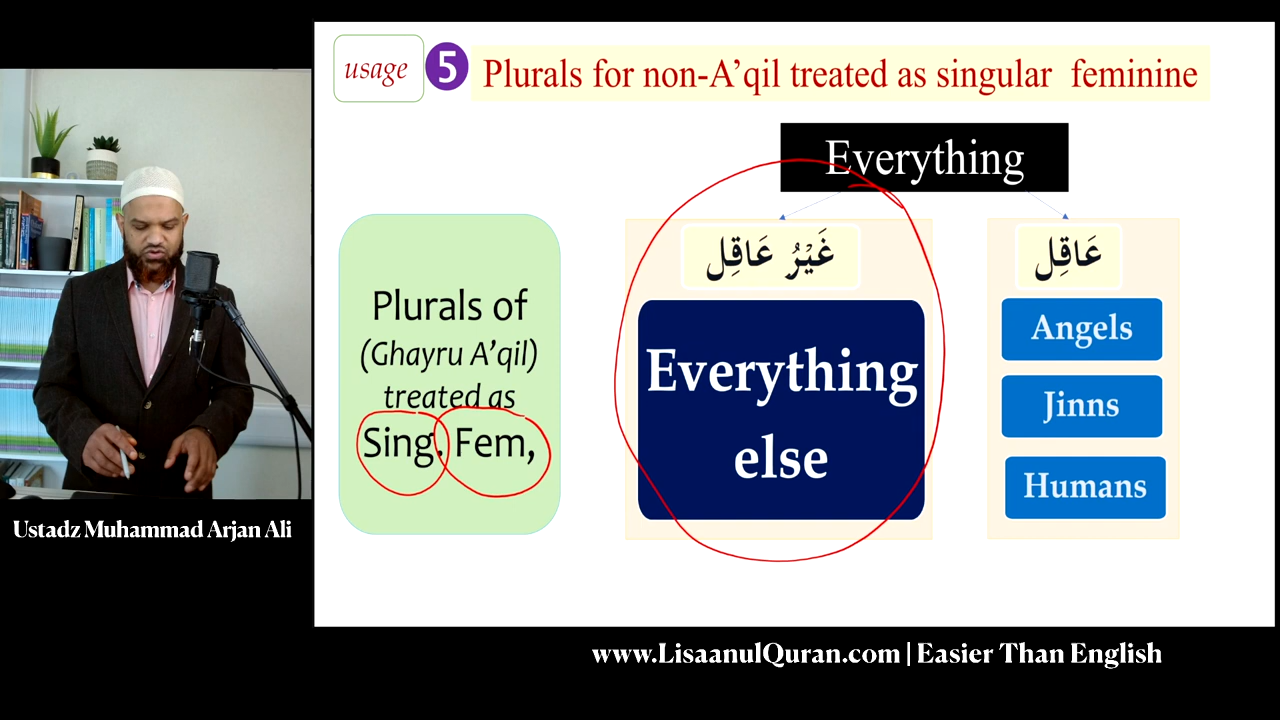 usage
5
Plurals for non-A’qil treated as singular feminine
Everything
Plurals of
(Ghayru A’qil)
treated as
Sing. Fem,
غَيْرُ عَاقِل
Everything
else
عَاقِل
Angels
Jinns
Humans
Ustadz Muhammad Arjan Ali
www.LisaanulQuran.com | Easier Than English